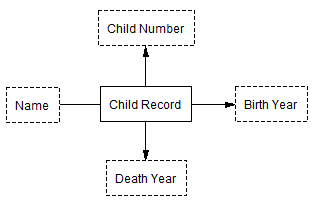 Child Number
Name
Child Record
Birth Year
Death Year